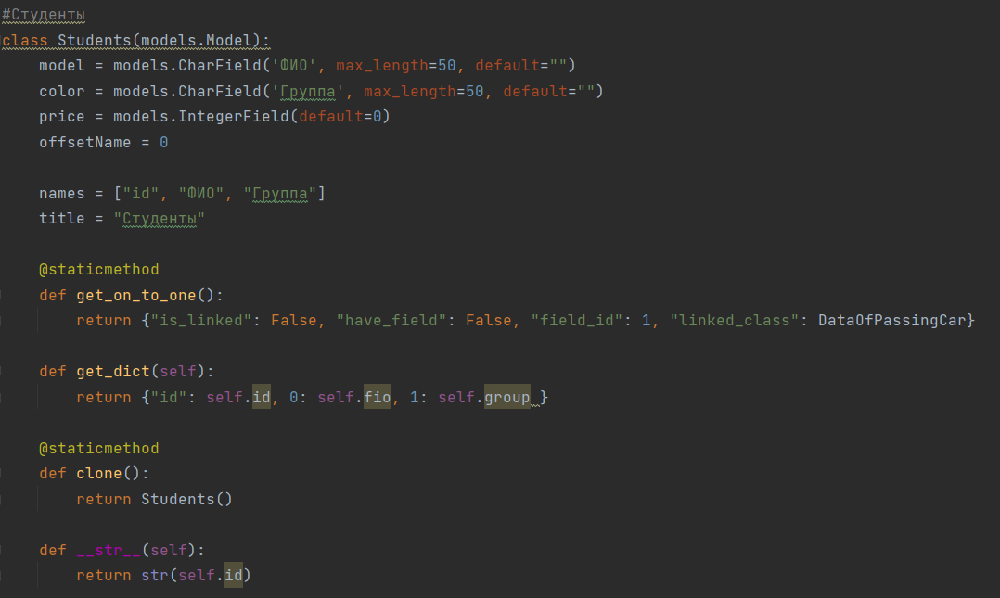 #Студенты
class Students(models.Model):
    model = models.CharField('ФИО', max_length=50, default="")
    color = models.CharField('Группа', max_length=50, default="")
    price = models.IntegerField(default=0)
    offsetName = 0

    names = ["id", "ФИО", "Группа"]
    title = "Студенты"

    @staticmethod
    def get_on_to_one():
        return {"is_linked": False, "have_field": False, "field_id": 1, "linked_class": DataOfPassingCar}

    def get_dict(self):
        return {"id": self.id, 0: self.fio, 1: self.group }

    @staticmethod
    def clone():
        return Students()

    def __str__(self):
        return str(self.id)